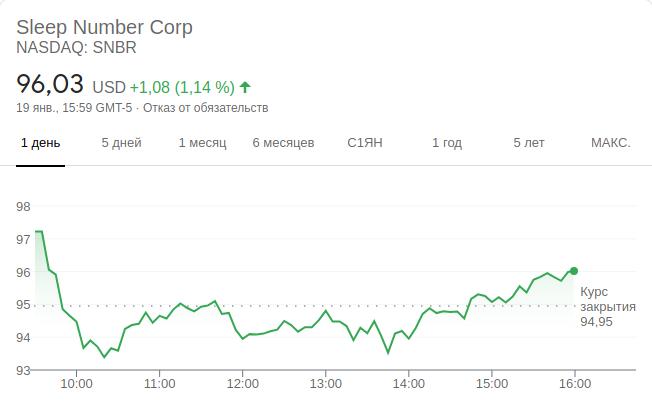 Sleep Number Corp
NASDAQ: SNBR
96,03 USD +1,08 (1,14 %)
19 янв., 15:59 GMT-5 · Отказ от обязательств
1 день 5 дней 1 месяц 6 месяцев С1ЯН 1 год 5 лет МАКС.
98
97
96
95
94
93
Курс
закрытия
94,95
10:00 11:00 12:00 13:00 14:00 15:00 16:00